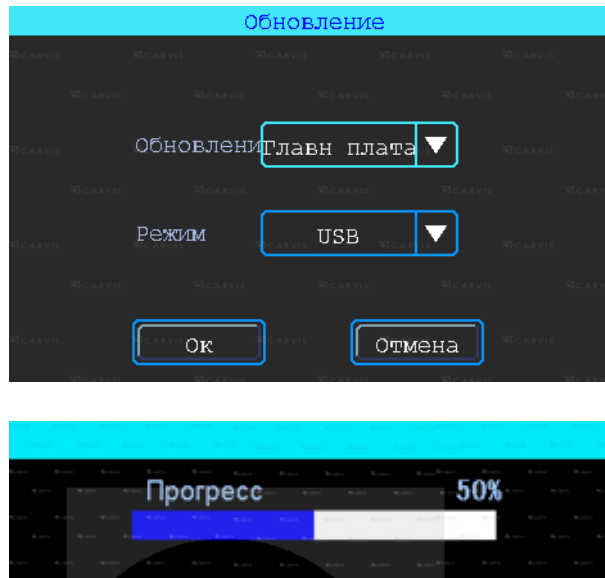 Обновление
Обновлени Главн плата
Режим USB
Ок Отмена
Прогресс 50%